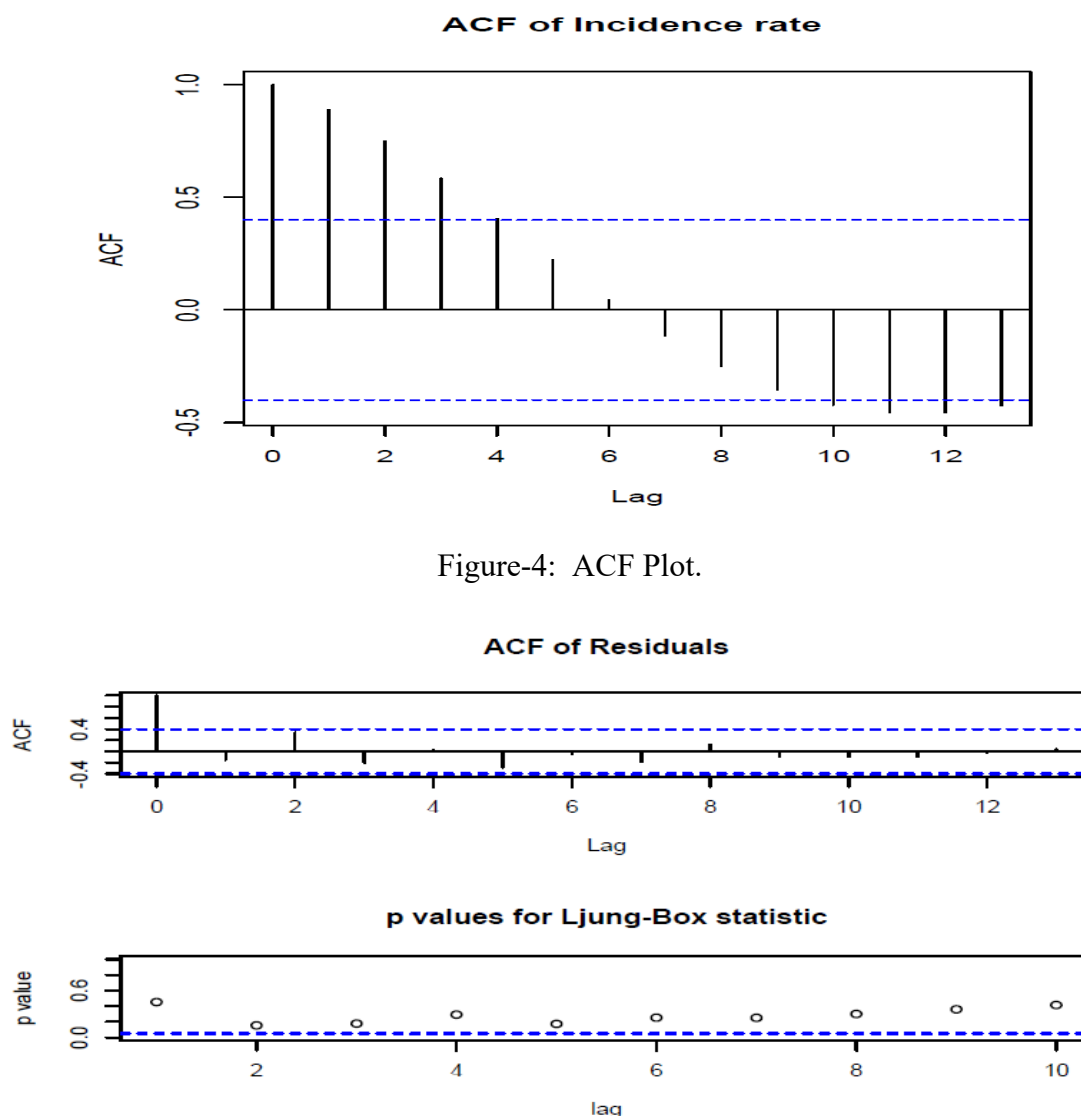 ACF of Incidence rate
1.0
0.5
0.0
-0.5
ACF
0 2 4 6 8 10 12
Lag
Figure-4: ACF Plot.
ACF of Residuals
ACF
0.4
-0.4
0 2 4 6 8 10 12
Lag
p values for Ljung-Box statistic
p value
0.6
0.0
2 4 6 8 10
lag